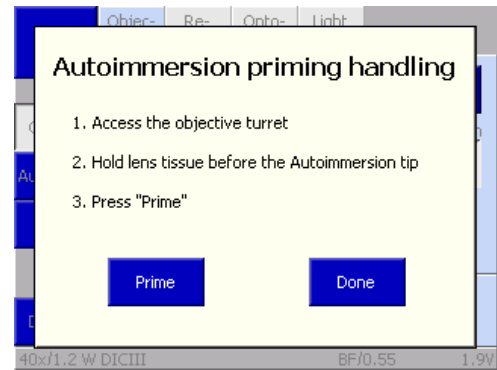 Objec- Re- Opto- Light
Autoimmersion priming handling
1. Access the objective turret
2. Hold lens tissue before the Autoimmersion tip
3. Press "Prime"
Prime Done
40x/1.2 W DICIII BF/0.55 1.9V